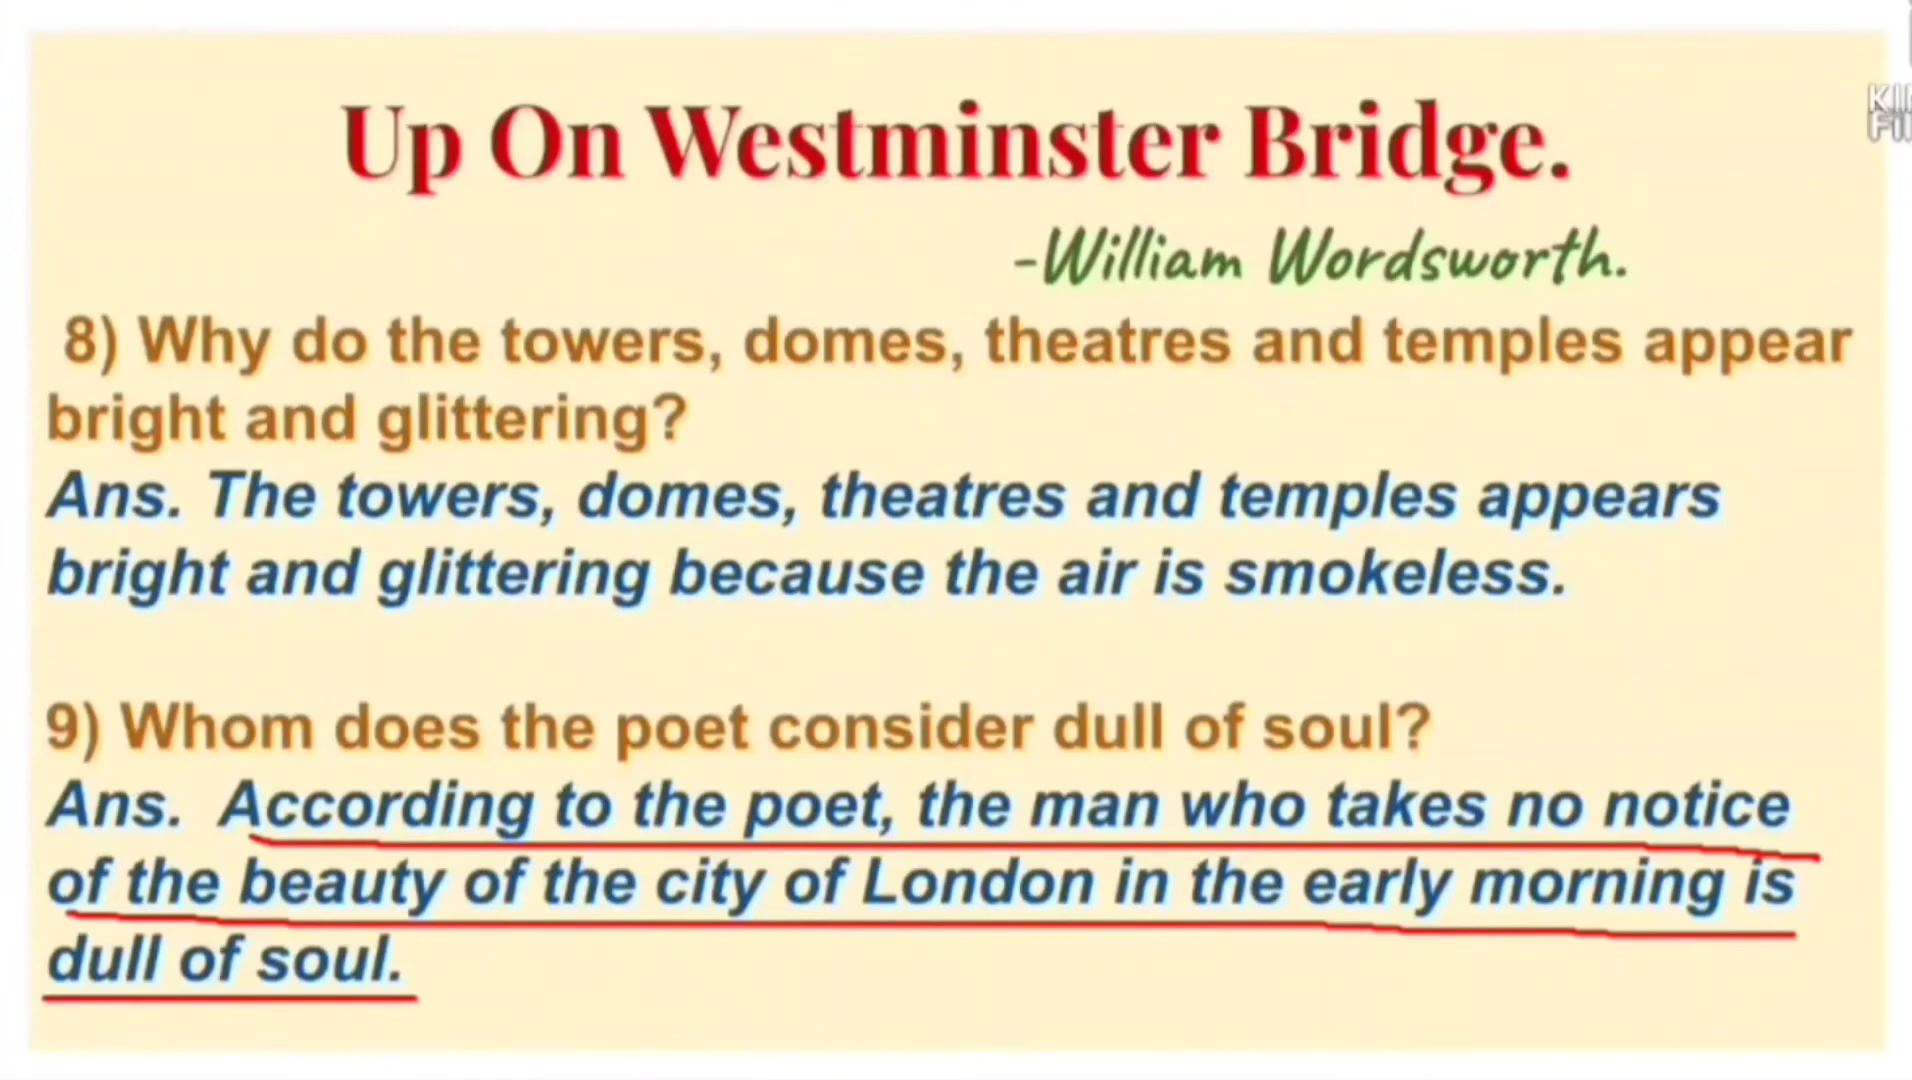 Up On Westminster Bridge.
-William Wordsworth.
8) Why do the towers, domes, theatres and temples appear
bright and glittering?
Ans. The towers, domes, theatres and temples appears
bright and glittering because the air is smokeless.
9) Whom does the poet consider dull of soul?
Ans. According to the poet, the man who takes no notice
of the beauty of the city of London in the early morning is
dull of soul.